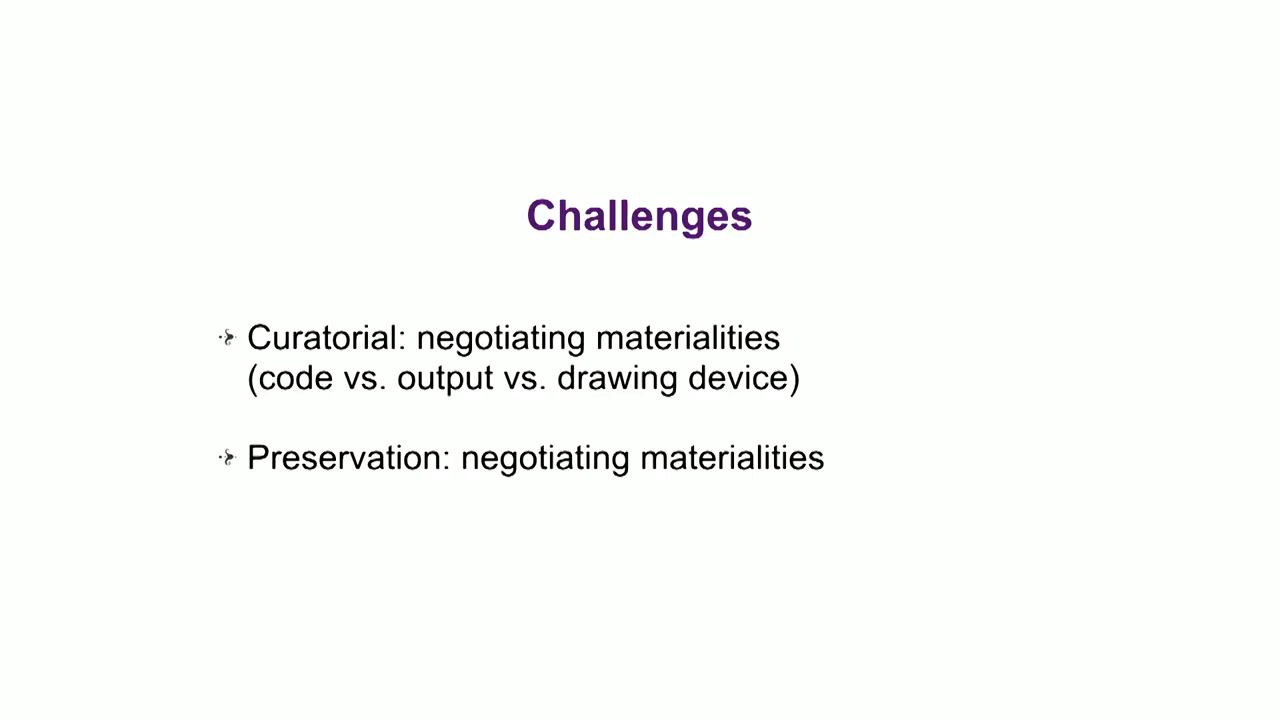 Challenges
Curatorial: negotiating materialities
(code vs. output vs. drawing device)
Preservation: negotiating materialities